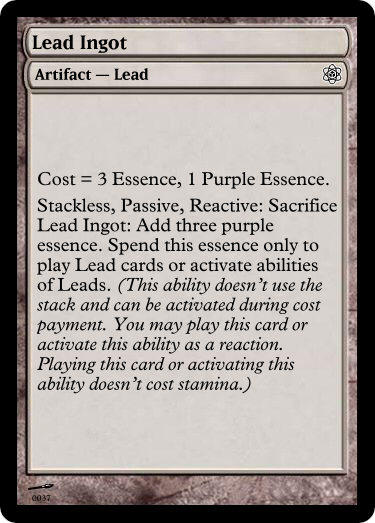 Lead Ingot
Artifact — Lead
Cost = 3 Essence, 1 Purple Essence.
Stackless, Passive, Reactive: Sacrifice
Lead Ingot: Add three purple
essence. Spend this essence only to
play Lead cards or activate abilities
of Leads. (This ability doesn't use the
stack and can be activated during cost
payment. You may play this card or
activate this ability as a reaction.
Playing this card or activating this
ability doesn't cost stamina.)
0037